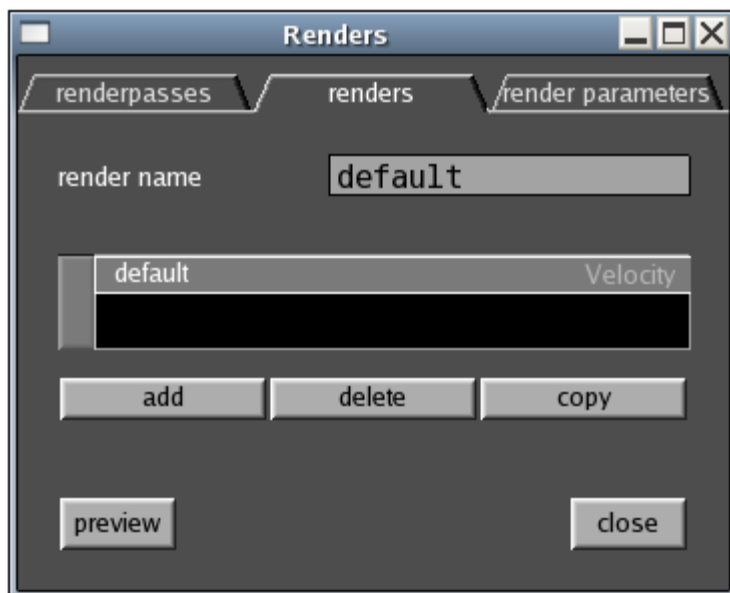 Renders
renderpasses renders render parameters
render name default
default Velocity
add delete copy
preview close